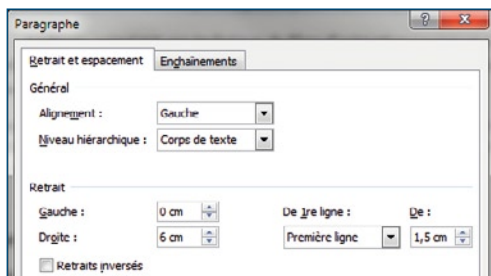 Paragraphe
Retrait et espacement Enchaînements
Général
Alignement : Gauche
Niveau hiérarchique : Corps de texte
Retrait
Gauche : 0 cm De 1re ligne : De :
Droite : 6 cm Première ligne 1,5 cm
Retraits inversés